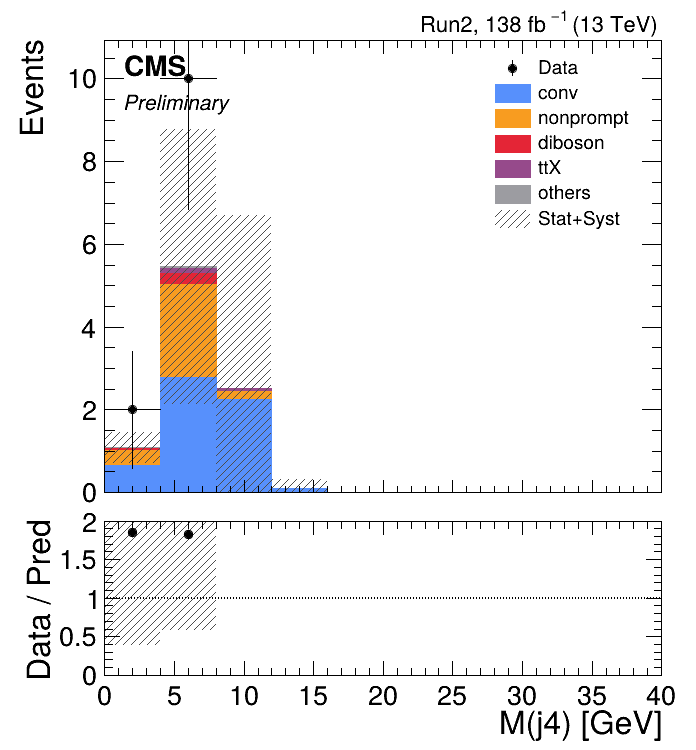 Run2, 138 fb⁻¹ (13 TeV)
CMS
Preliminary
Events
10
8
6
4
2
0
Data
conv
nonprompt
diboson
ttX
others
Stat+Syst
Data / Pred
2
1.5
1
0.5
0
0 5 10 15 20 25 30 35 40
M(j4) [GeV]